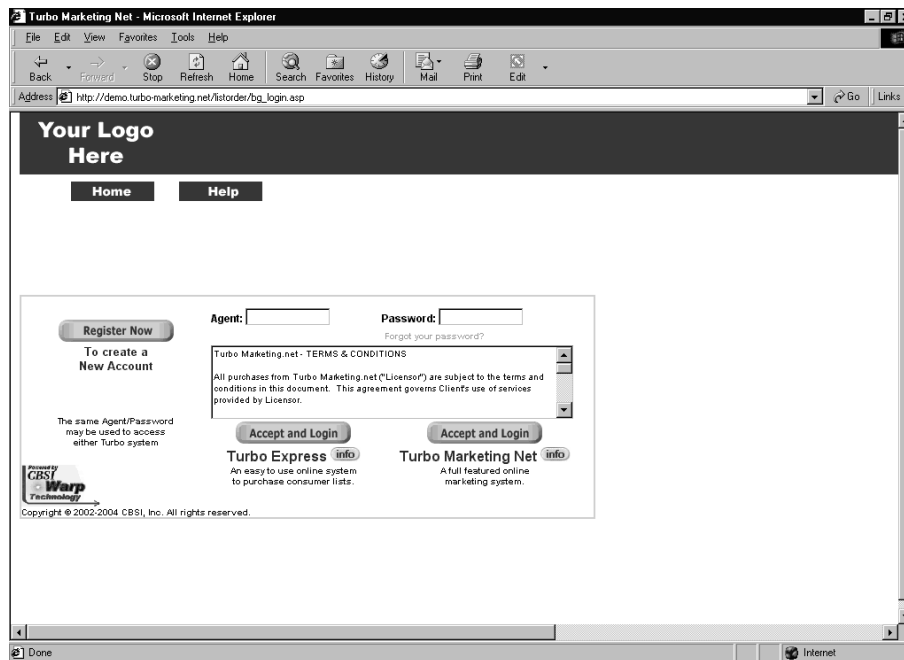 Turbo Marketing Net - Microsoft Internet Explorer
File Edit View Favorites Tools Help
Back Forward Stop Refresh Home Search Favorites History Mail Print Edit
Address http://demo.turbo-marketing.net/listorder/bg_login.asp Go Links
Your Logo
Here
Home Help
Agent: Password:
Forgot your password?
Register Now
To create a
New Account
Turbo Marketing.net - TERMS & CONDITIONS
All purchases from Turbo Marketing.net ("Licensor") are subject to the terms and
conditions in this document. This agreement governs Client's use of services
provided by Licensor.
The same Agent/Password
may be used to access
either Turbo system
Accept and Login Accept and Login
Turbo Express info Turbo Marketing Net info
An easy to use online system
to purchase consumer lists.
A full featured online
marketing system.
Powered by
CBSI
Warp
Technology
Copyright © 2002-2004 CBSI, Inc. All rights reserved.
Done Internet